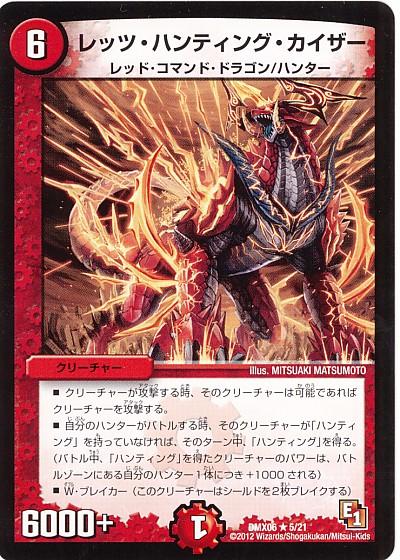 6
レッツ・ハンティング・カイザー
レッド・コマンド・ドラゴン/ハンター
クリーチャー
illus. MITSUAKI MATSUMOTO
■ クリーチャーが攻撃する時、そのクリーチャーは可能であれば
クリーチャーを攻撃する。
■ 自分のハンターがバトルする時、そのクリーチャーが「ハンティ
ング」を持っていなければ、そのターン中、「ハンティング」を得る。
(バトル中、「ハンティング」を得たクリーチャーのパワーは、バト
ルゾーンにある自分のハンター1体につき+1000される)
■ W・ブレイカー (このクリーチャーはシールドを2枚ブレイクする)
6000+
1
DMX06 ★ 5/21
©2012 Wizards/Shogakukan/Mitsui-Kids
E1